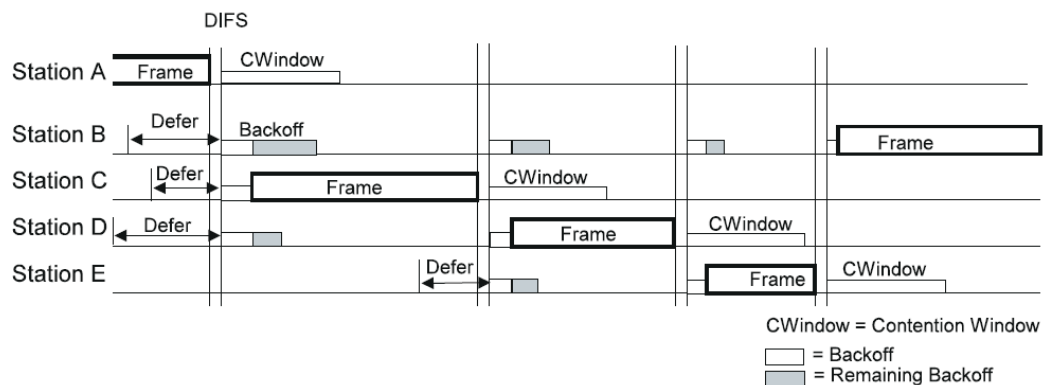 DIFS
Station A Frame CWindow
Station B Defer Backoff Frame
Station C Defer Frame CWindow
Station D Defer Frame CWindow
Station E Defer Frame CWindow
CWindow = Contention Window
= Backoff
= Remaining Backoff